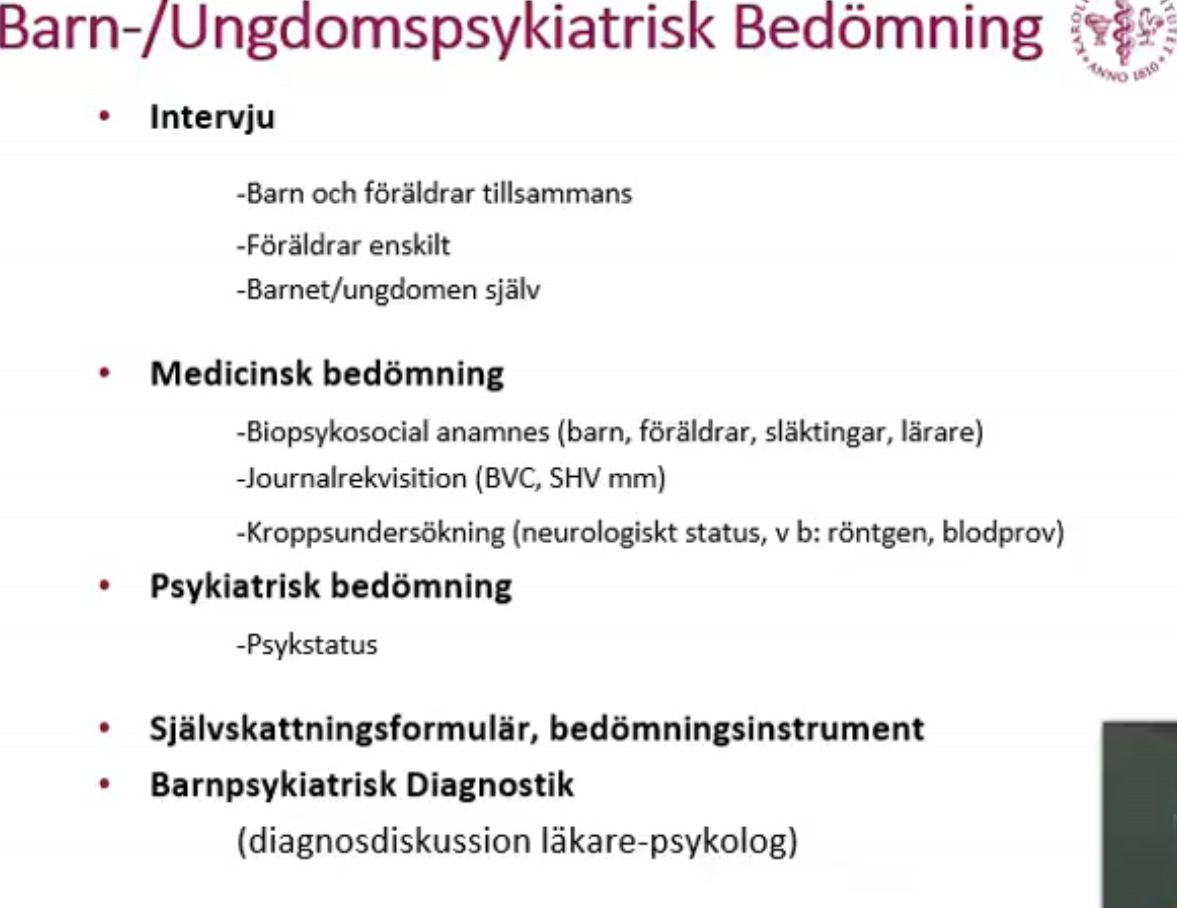 Barn-/Ungdomspsykiatrisk Bedömning
ANNO 1810
• Intervju
-Barn och föräldrar tillsammans
-Föräldrar enskilt
-Barnet/ungdomen själv
• Medicinsk bedömning
-Biopsykosocial anamnes (barn, föräldrar, släktingar, lärare)
-Journalrekvisition (BVC, SHV mm)
-Kroppsundersökning (neurologiskt status, v b: röntgen, blodprov)
• Psykiatrisk bedömning
-Psykstatus
• Självskattningsformulär, bedömningsinstrument
• Barnpsykiatrisk Diagnostik
(diagnosdiskussion läkare-psykolog)